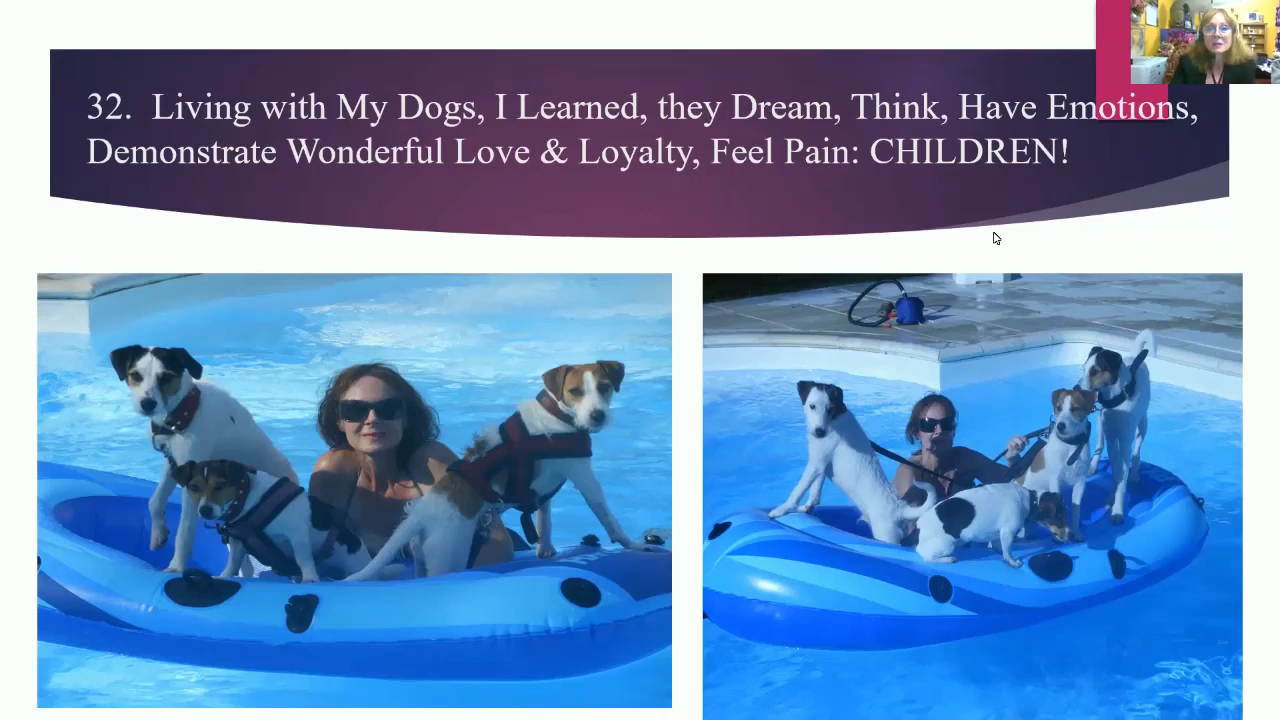 32. Living with My Dogs, I Learned, they Dream, Think, Have Emotions,
Demonstrate Wonderful Love & Loyalty, Feel Pain: CHILDREN!